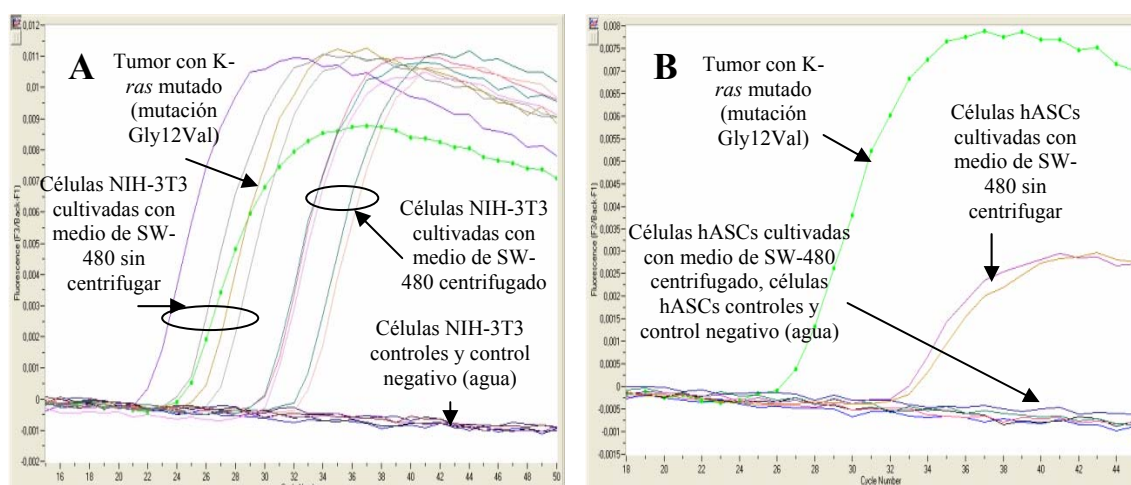 A
Tumor con K-
ras mutado
(mutación
Gly12Val)
Células NIH-3T3
cultivadas con
medio de SW-
480 sin
centrifugar
Células NIH-3T3
cultivadas con
medio de SW-
480 centrifugado
Células NIH-3T3
controles y control
negativo (agua)
Fluorescence (F3/Back-F1)
0,012
0,011
0,01
0,009
0,008
0,007
0,006
0,005
0,004
0,003
0,002
0,001
0
-0,001
-0,002
16 18 20 22 24 26 28 30 32 34 36 38 40 42 44 46 48 50
B
Tumor con K-
ras mutado
(mutación
Gly12Val)
Células hASCs
cultivadas con
medio de SW-
480 sin
centrifugar
Células hASCs cultivadas
con medio de SW-480
centrifugado, células
hASCs controles y
control negativo (agua)
Fluorescence (F3/Back-F1)
0,008
0,0075
0,007
0,0065
0,006
0,0055
0,005
0,0045
0,004
0,0035
0,003
0,0025
0,002
0,0015
0,001
0,0005
0
-0,0005
-0,001
-0,0015
18 20 22 24 26 28 30 32 34 36 38 40 42 44
Cycle Number